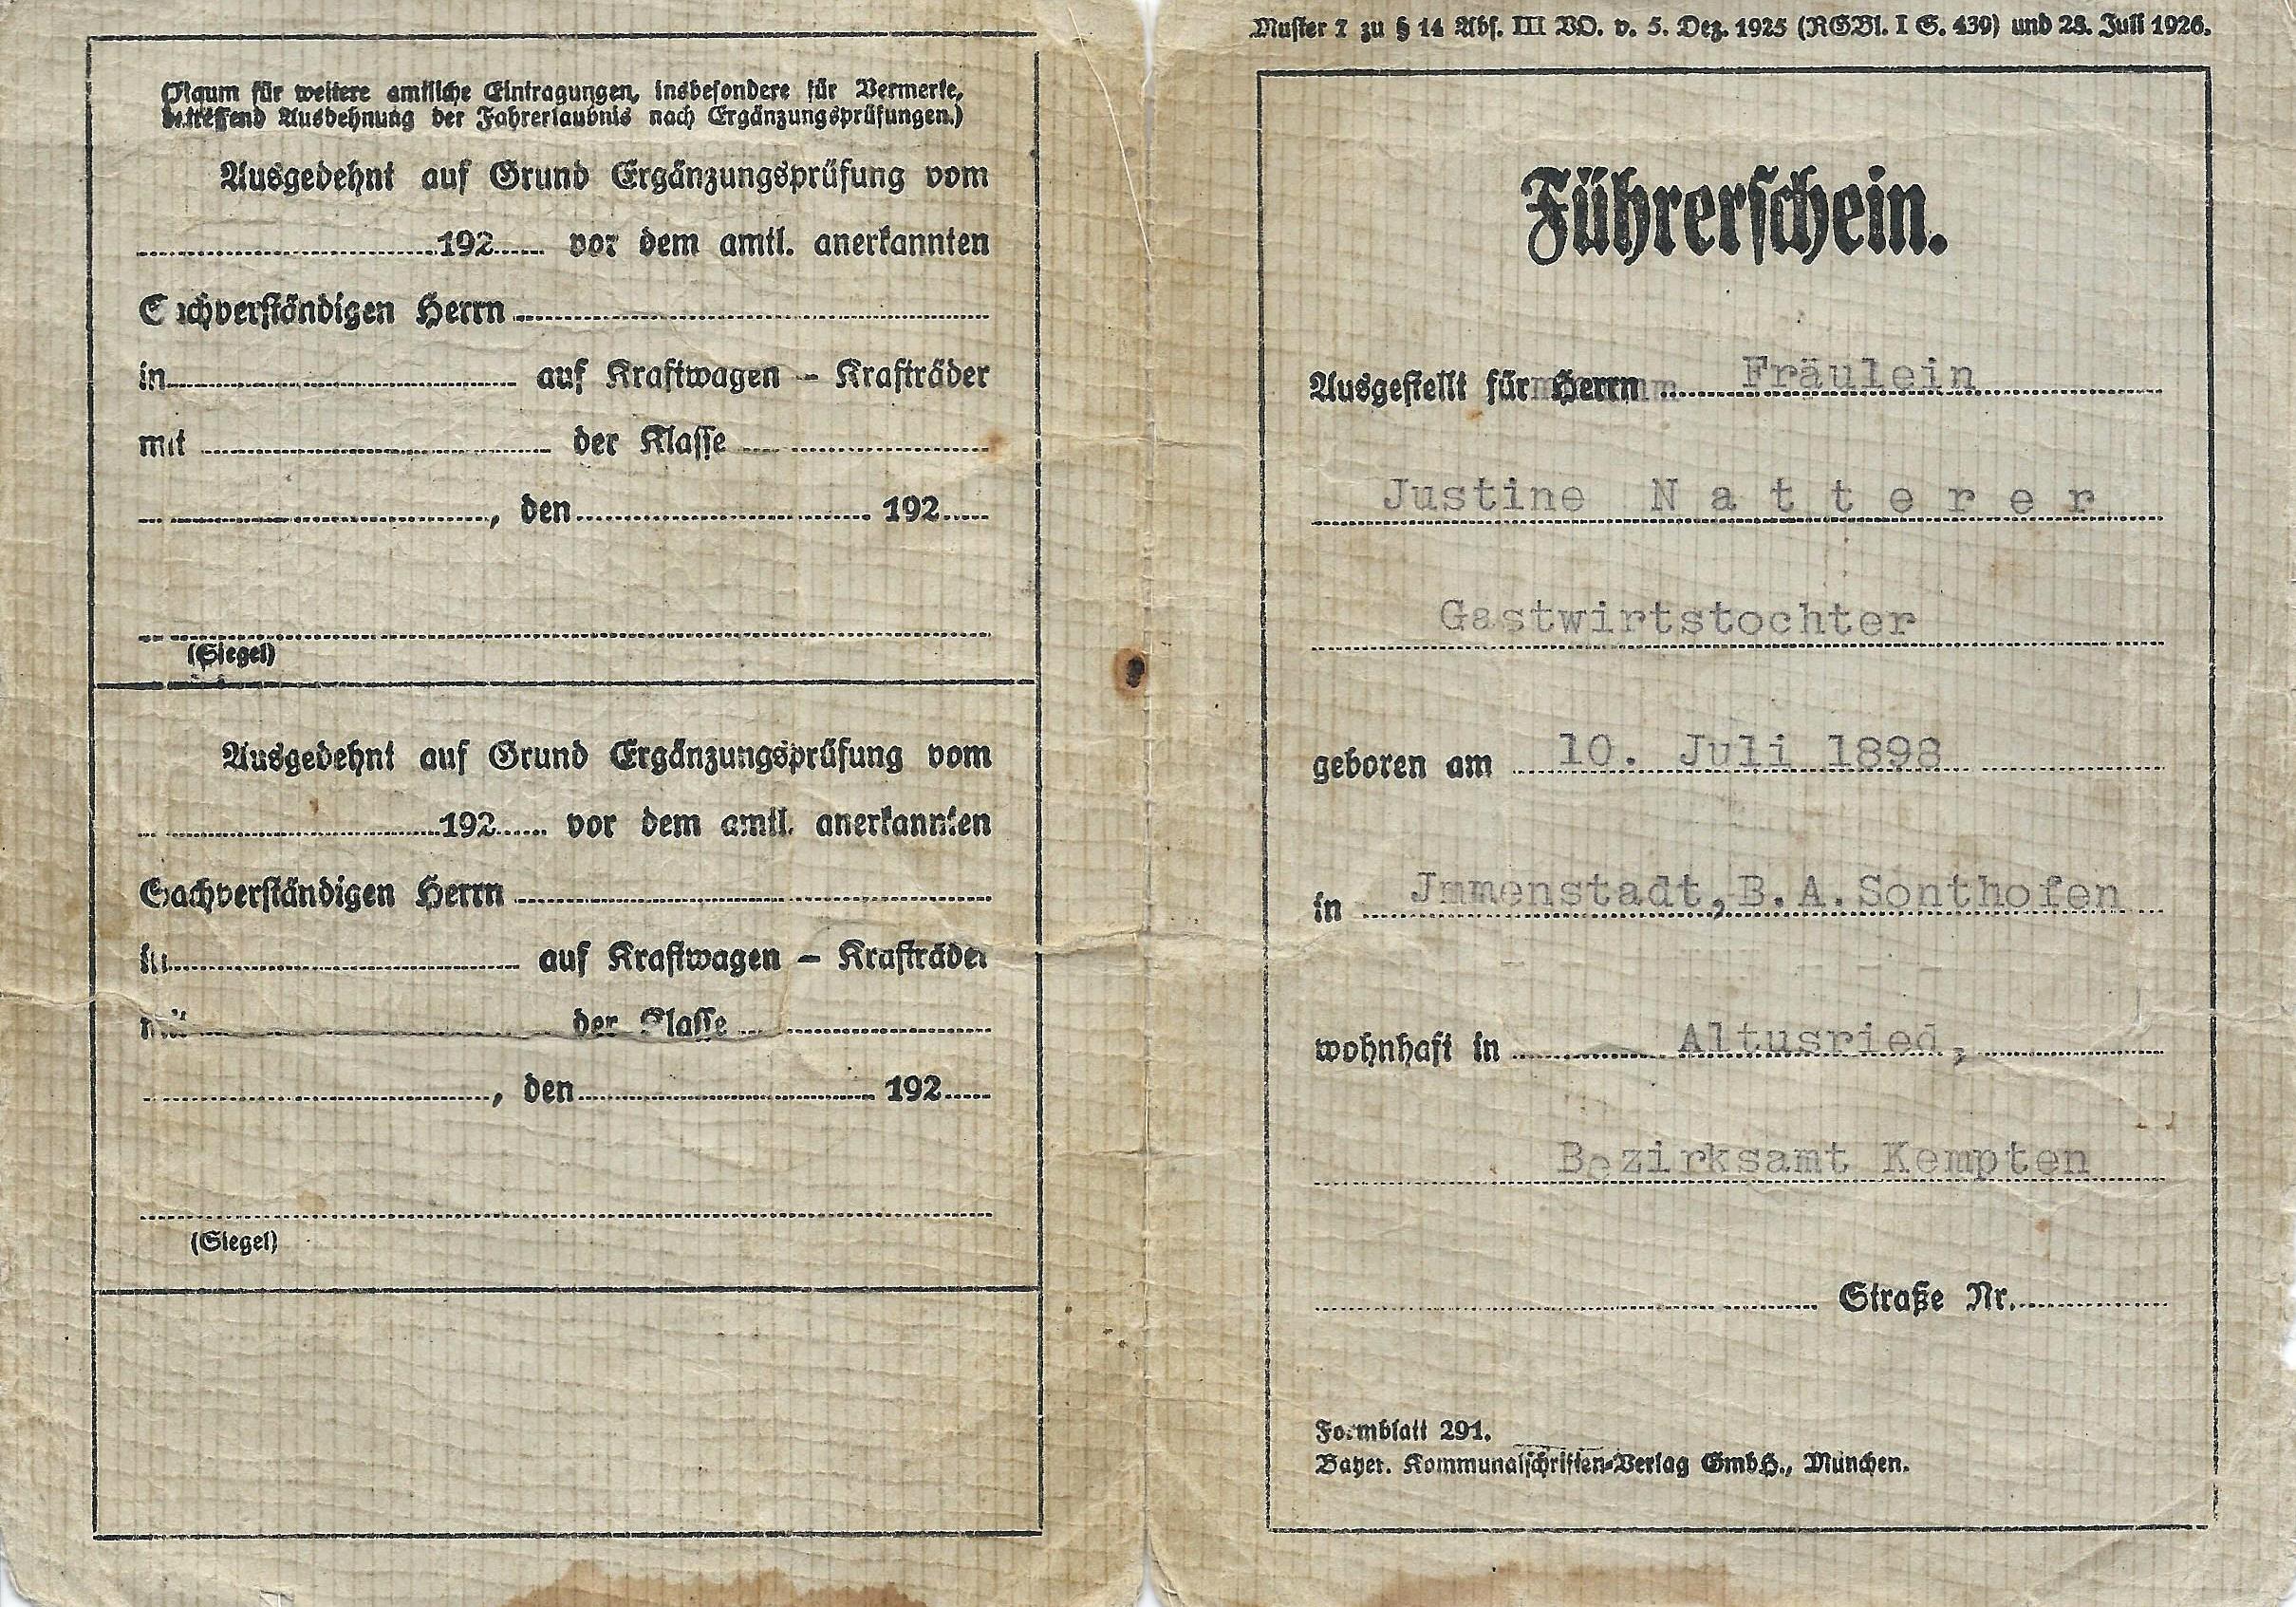 (Raum für weitere amtliche Eintragungen, insbesondere für Vermerke,
betreffend Ausdehnung der Fahrerlaubnis nach Ergänzungsprüfungen.)
Ausgedehnt auf Grund Ergänzungsprüfung vom
192 vor dem amtl. anerkannten
Sachverständigen Herrn
in auf Kraftwagen – Krafträder
mit der Klasse
, den 192
(Siegel)
Ausgedehnt auf Grund Ergänzungsprüfung vom
192 vor dem amtl. anerkannten
Sachverständigen Herrn
in auf Kraftwagen – Krafträder
mit der Klasse
, den 192
(Siegel)
Muster 7 zu § 14 Abs. III VO. v. 5. Dez. 1925 (RGBl. I S. 439) und 28. Juli 1926.
Führerschein.
Ausgestellt für Herrn Fräulein
Justine N a t t e r e r
Gastwirtstochter
geboren am 10. Juli 1898
in Jmmenstadt, B.A.Sonthofen
wohnhaft in Altusried,
Bezirksamt Kempten
Straße Nr.
Formblatt 291.
Bayer. Kommunalschriften-Verlag GmbH., München.